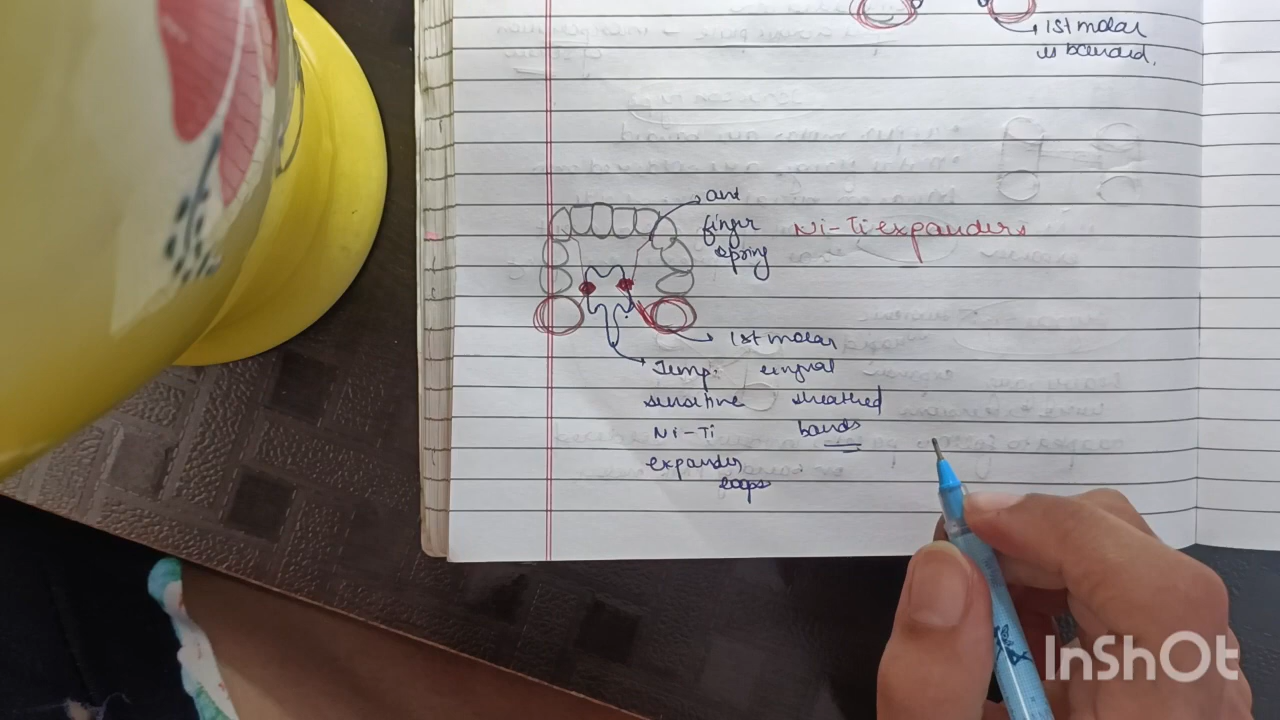 1st molar
is banded.
ant
finger
spring
Ni-Ti expanders
1st molar
lingual
sheathed
bands
Temp.
sensitive
Ni-Ti
expander
loops
InShOt